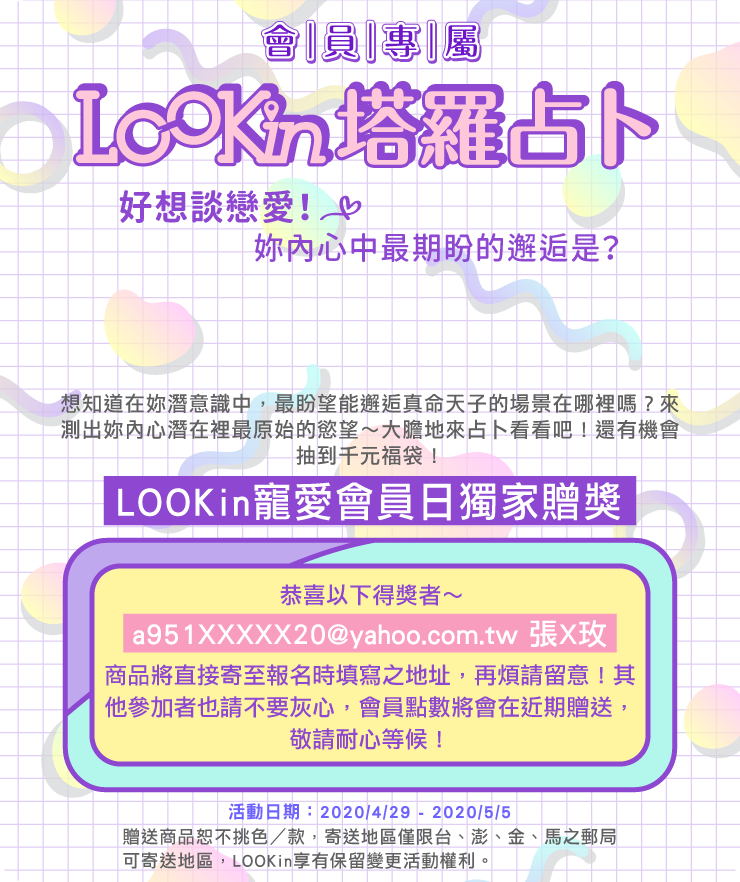 會|員|專|屬
LOOKin塔羅占卜
好想談戀愛!
妳內心中最期盼的邂逅是?
想知道在妳潛意識中，最盼望能邂逅真命天子的場景在哪裡嗎？來
測出妳內心潛在裡最原始的慾望～大膽地來占卜看看吧！還有機會
抽到千元福袋！
LOOKin寵愛會員日獨家贈獎
恭喜以下得獎者～
a951XXXXX20@yahoo.com.tw 張X玫
商品將直接寄至報名時填寫之地址，再煩請留意！其
他參加者也請不要灰心，會員點數將會在近期贈送，
敬請耐心等候！
活動日期：2020/4/29 - 2020/5/5
贈送商品恕不挑色／款，寄送地區僅限台、澎、金、馬之郵局
可寄送地區，LOOKin享有保留變更活動權利。